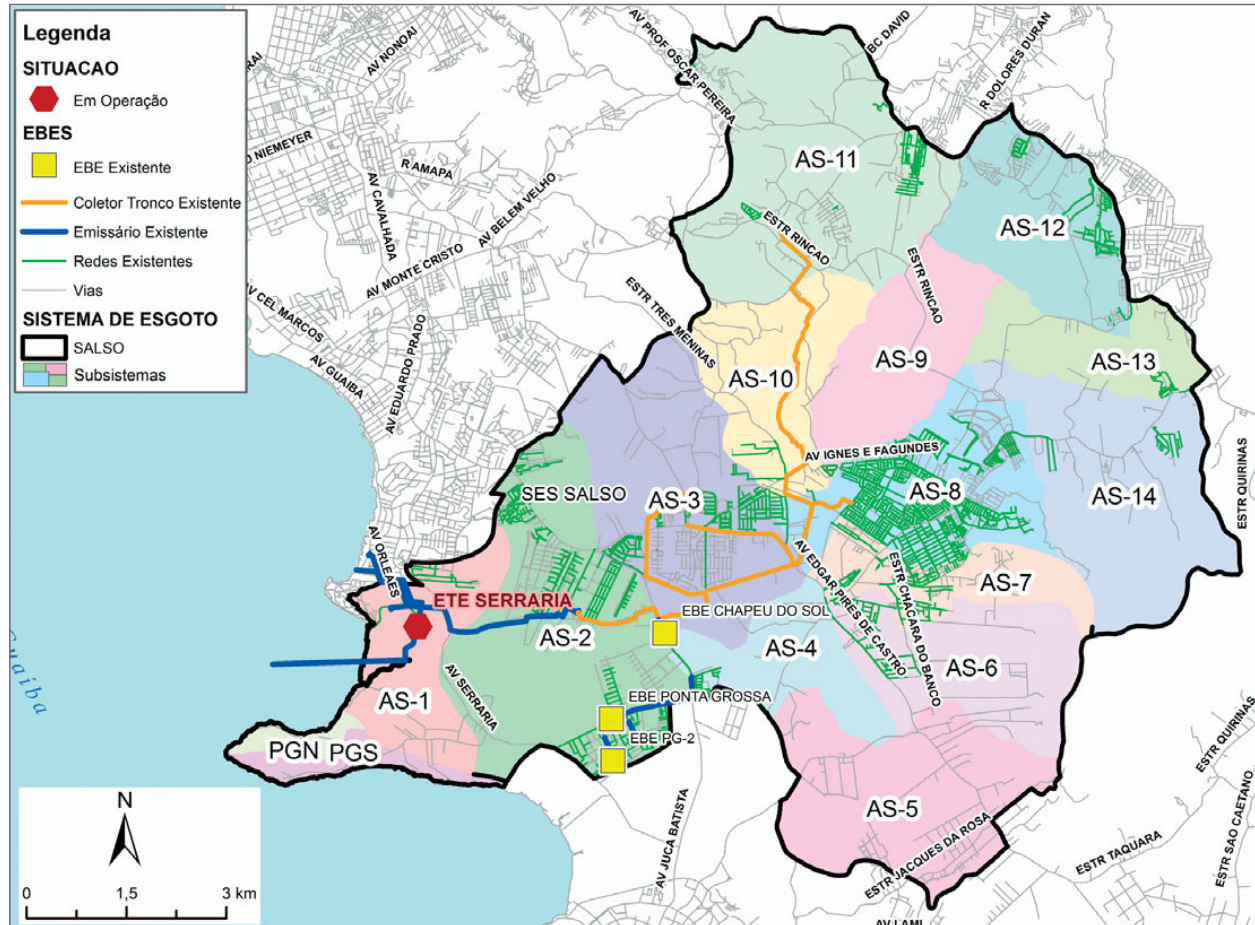 Legenda
SITUACAO
Em Operação
EBES
EBE Existente
Coletor Tronco Existente
Emissário Existente
Redes Existentes
Vias
SISTEMA DE ESGOTO
SALSO
Subsistemas
AV NONOAI
R AMAPA
AV CAVALHADA
AV BELEM VELHO
AV MONTE CRISTO
AV CEL MARCOS
AV GUAIBA
AV EDUARDO PRADO
AV PROF OSCAR PEREIRA
BC DAVID
R DOLORES DURAN
AS-11
AS-12
ESTR RINCAO
ESTR RINCAO
ESTR TRES MENINAS
AS-10
AS-9
AS-13
AV IGNES E FAGUNDES
SES SALSO
AS-3
AS-8
AS-14
ESTR QUIRINAS
AV ORLEAES
ETE SERRARIA
AS-2
EBE CHAPEU DO SOL
AV EDGAR PIRES DE CASTRO
ESTR CHACARA DO BANCO
AS-7
AS-4
AS-6
AS-1
AV SERRARIA
EBE PONTA GROSSA
EBE PG-2
PGN
PGS
Guaiba
AV JUCA BATISTA
AS-5
ESTR JACQUES DA ROSA
ESTR QUIRINAS
ESTR TAQUARA
ESTR SAO CAETANO
AV LAMI
N
0 1,5 3 km